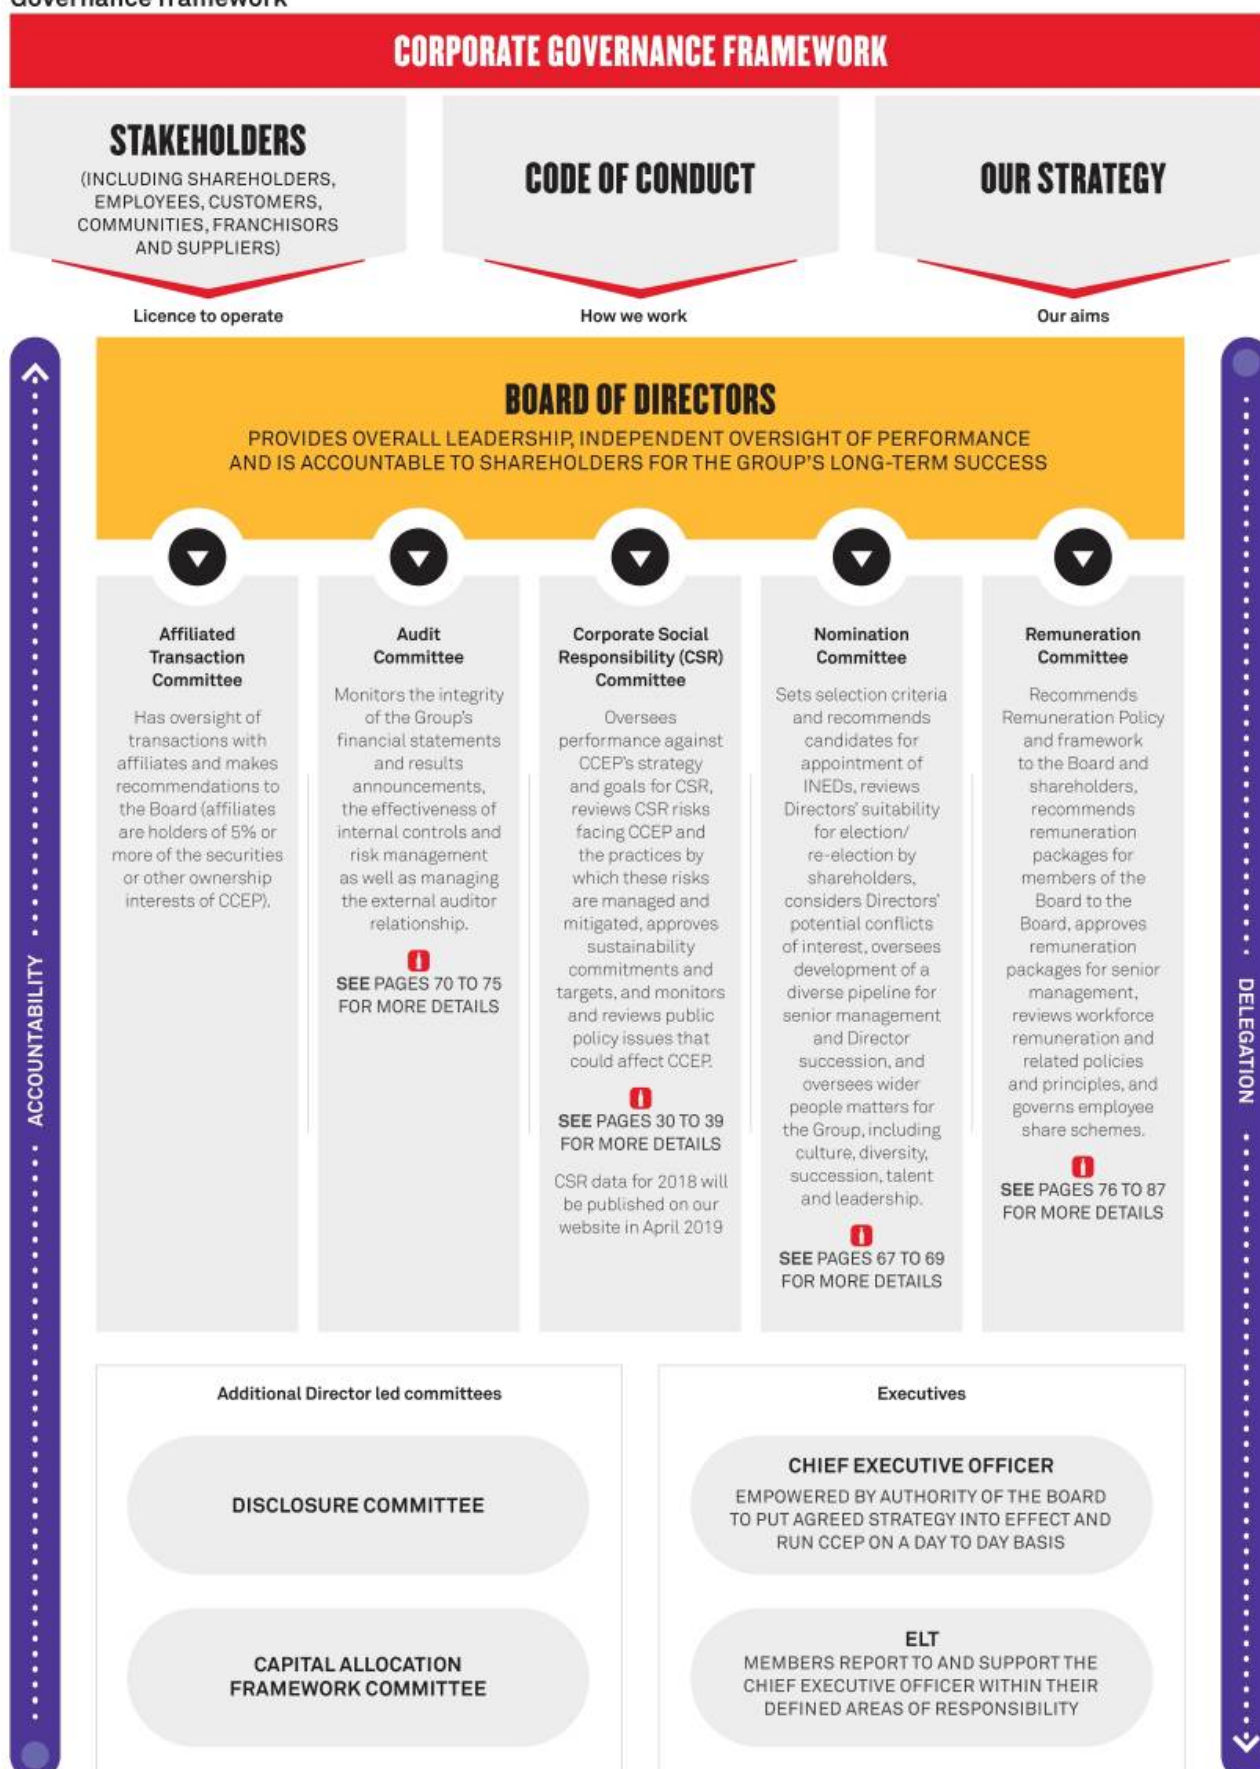 Governance framework
CORPORATE GOVERNANCE FRAMEWORK
STAKEHOLDERS
(INCLUDING SHAREHOLDERS,
EMPLOYEES, CUSTOMERS,
COMMUNITIES, FRANCHISORS
AND SUPPLIERS)
CODE OF CONDUCT
OUR STRATEGY
Licence to operate
How we work
Our aims
BOARD OF DIRECTORS
PROVIDES OVERALL LEADERSHIP, INDEPENDENT OVERSIGHT OF PERFORMANCE
AND IS ACCOUNTABLE TO SHAREHOLDERS FOR THE GROUP'S LONG-TERM SUCCESS
ACCOUNTABILITY
Affiliated
Transaction
Committee
Has oversight of
transactions with
affiliates and makes
recommendations to
the Board (affiliates
are holders of 5% or
more of the securities
or other ownership
interests of CCEP).
Audit
Committee
Monitors the integrity
of the Group's
financial statements
and results
announcements,
the effectiveness of
internal controls and
risk management
as well as managing
the external auditor
relationship.
SEE PAGES 70 TO 75
FOR MORE DETAILS
Corporate Social
Responsibility (CSR)
Committee
Oversees
performance against
CCEP's strategy
and goals for CSR,
reviews CSR risks
facing CCEP and
the practices by
which these risks
are managed and
mitigated, approves
sustainability
commitments and
targets, and monitors
and reviews public
policy issues that
could affect CCEP.
SEE PAGES 30 TO 39
FOR MORE DETAILS
CSR data for 2018 will
be published on our
website in April 2019
Nomination
Committee
Sets selection criteria
and recommends
candidates for
appointment of
INEDs, reviews
Directors' suitability
for election/
re-election by
shareholders,
considers Directors'
potential conflicts
of interest, oversees
development of a
diverse pipeline for
senior management
and Director
succession, and
oversees wider
people matters for
the Group, including
culture, diversity,
succession, talent
and leadership.
SEE PAGES 67 TO 69
FOR MORE DETAILS
Remuneration
Committee
Recommends
Remuneration Policy
and framework
to the Board and
shareholders,
recommends
remuneration
packages for
members of the
Board to the
Board, approves
remuneration
packages for senior
management,
reviews workforce
remuneration and
related policies
and principles, and
governs employee
share schemes.
SEE PAGES 76 TO 87
FOR MORE DETAILS
DELEGATION
Additional Director led committees
DISCLOSURE COMMITTEE
CAPITAL ALLOCATION
FRAMEWORK COMMITTEE
Executives
CHIEF EXECUTIVE OFFICER
EMPOWERED BY AUTHORITY OF THE BOARD
TO PUT AGREED STRATEGY INTO EFFECT AND
RUN CCEP ON A DAY TO DAY BASIS
ELT
MEMBERS REPORT TO AND SUPPORT THE
CHIEF EXECUTIVE OFFICER WITHIN THEIR
DEFINED AREAS OF RESPONSIBILITY